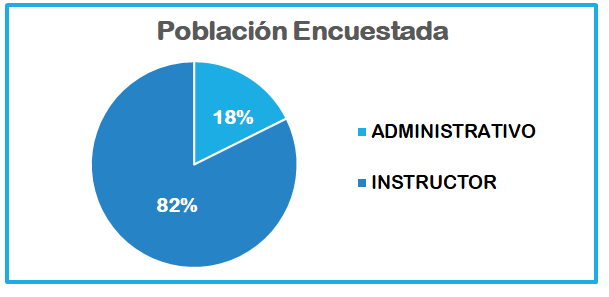 Población Encuestada
18%
82%
ADMINISTRATIVO
INSTRUCTOR